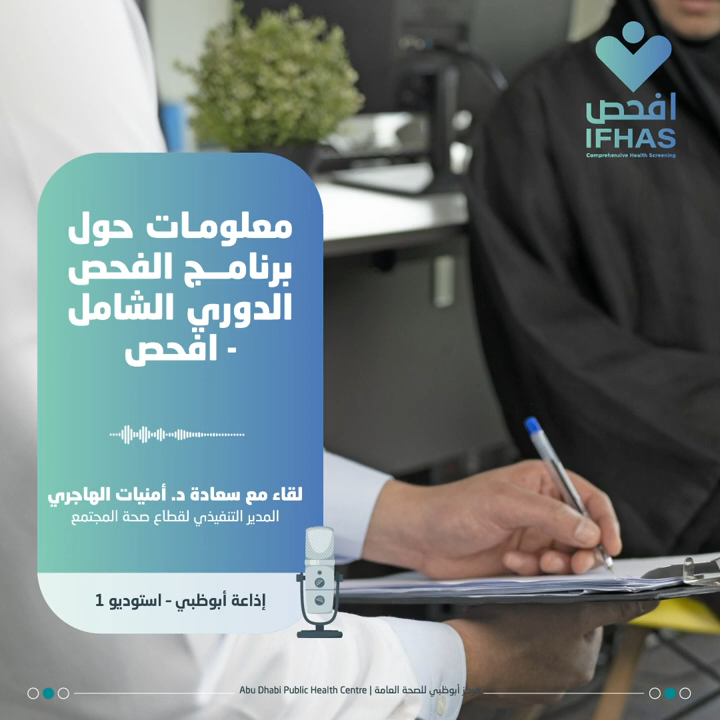 افحص
IFHAS
Comprehensive Health Screening
معلومات حول
برنامـــج الفحص
الدوري الشامل
- افحص
لقاء مع سعادة د. أمنيات الهاجري
المدير التنفيذي لقطاع صحة المجتمع
إذاعة أبوظبي - استوديو 1
Abu Dhabi Public Health Centre | مركز أبوظبي للصحة العامة